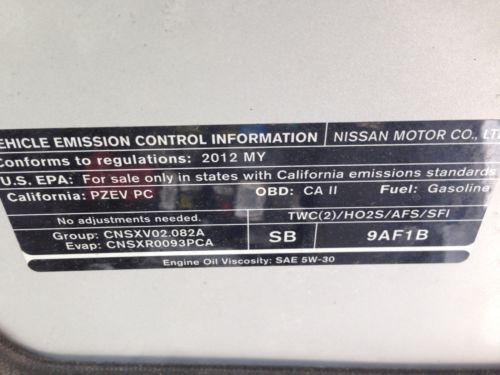 VEHICLE EMISSION CONTROL INFORMATION NISSAN MOTOR CO., LTD
Conforms to regulations: 2012 MY
U.S. EPA: For sale only in states with California emissions standards
California: PZEV PC OBD: CA II Fuel: Gasoline
No adjustments needed. TWC(2)/HO2S/AFS/SFI
Group: CNSXV02.082A
Evap: CNSXR0093PCA SB 9AF1B
Engine Oil Viscosity: SAE 5W-30